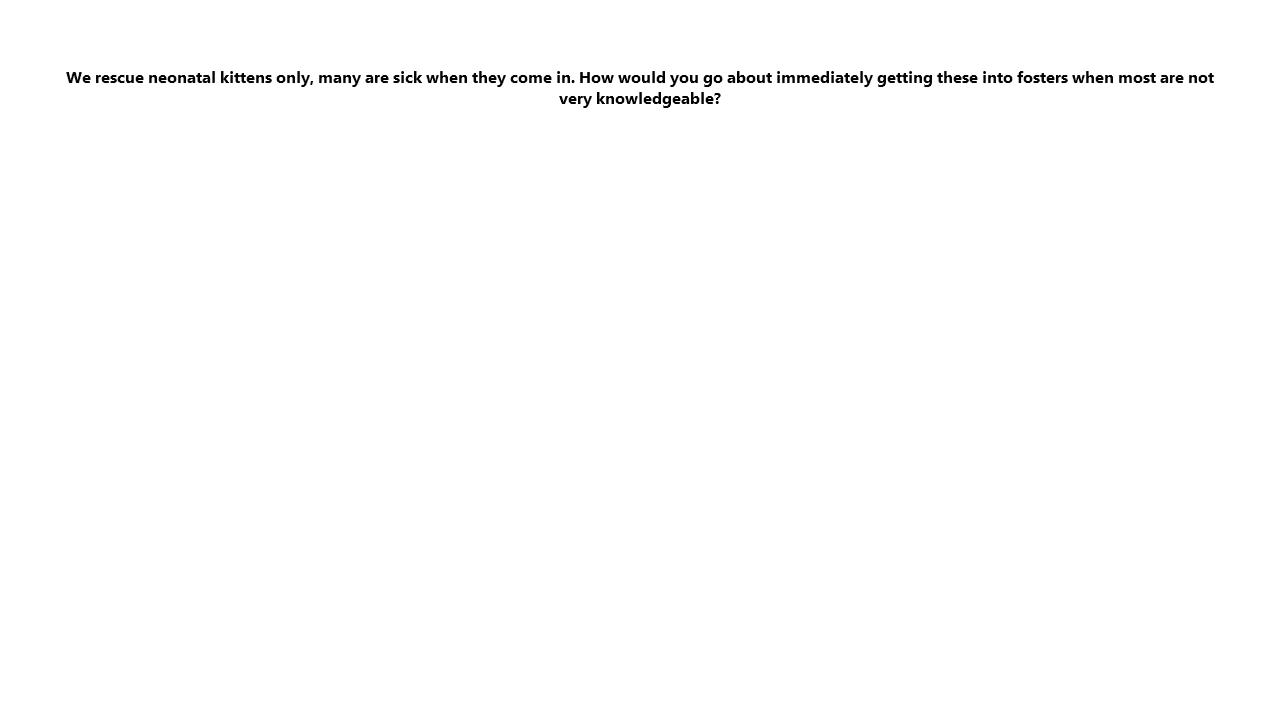 We rescue neonatal kittens only, many are sick when they come in. How would you go about immediately getting these into fosters when most are not
very knowledgeable?